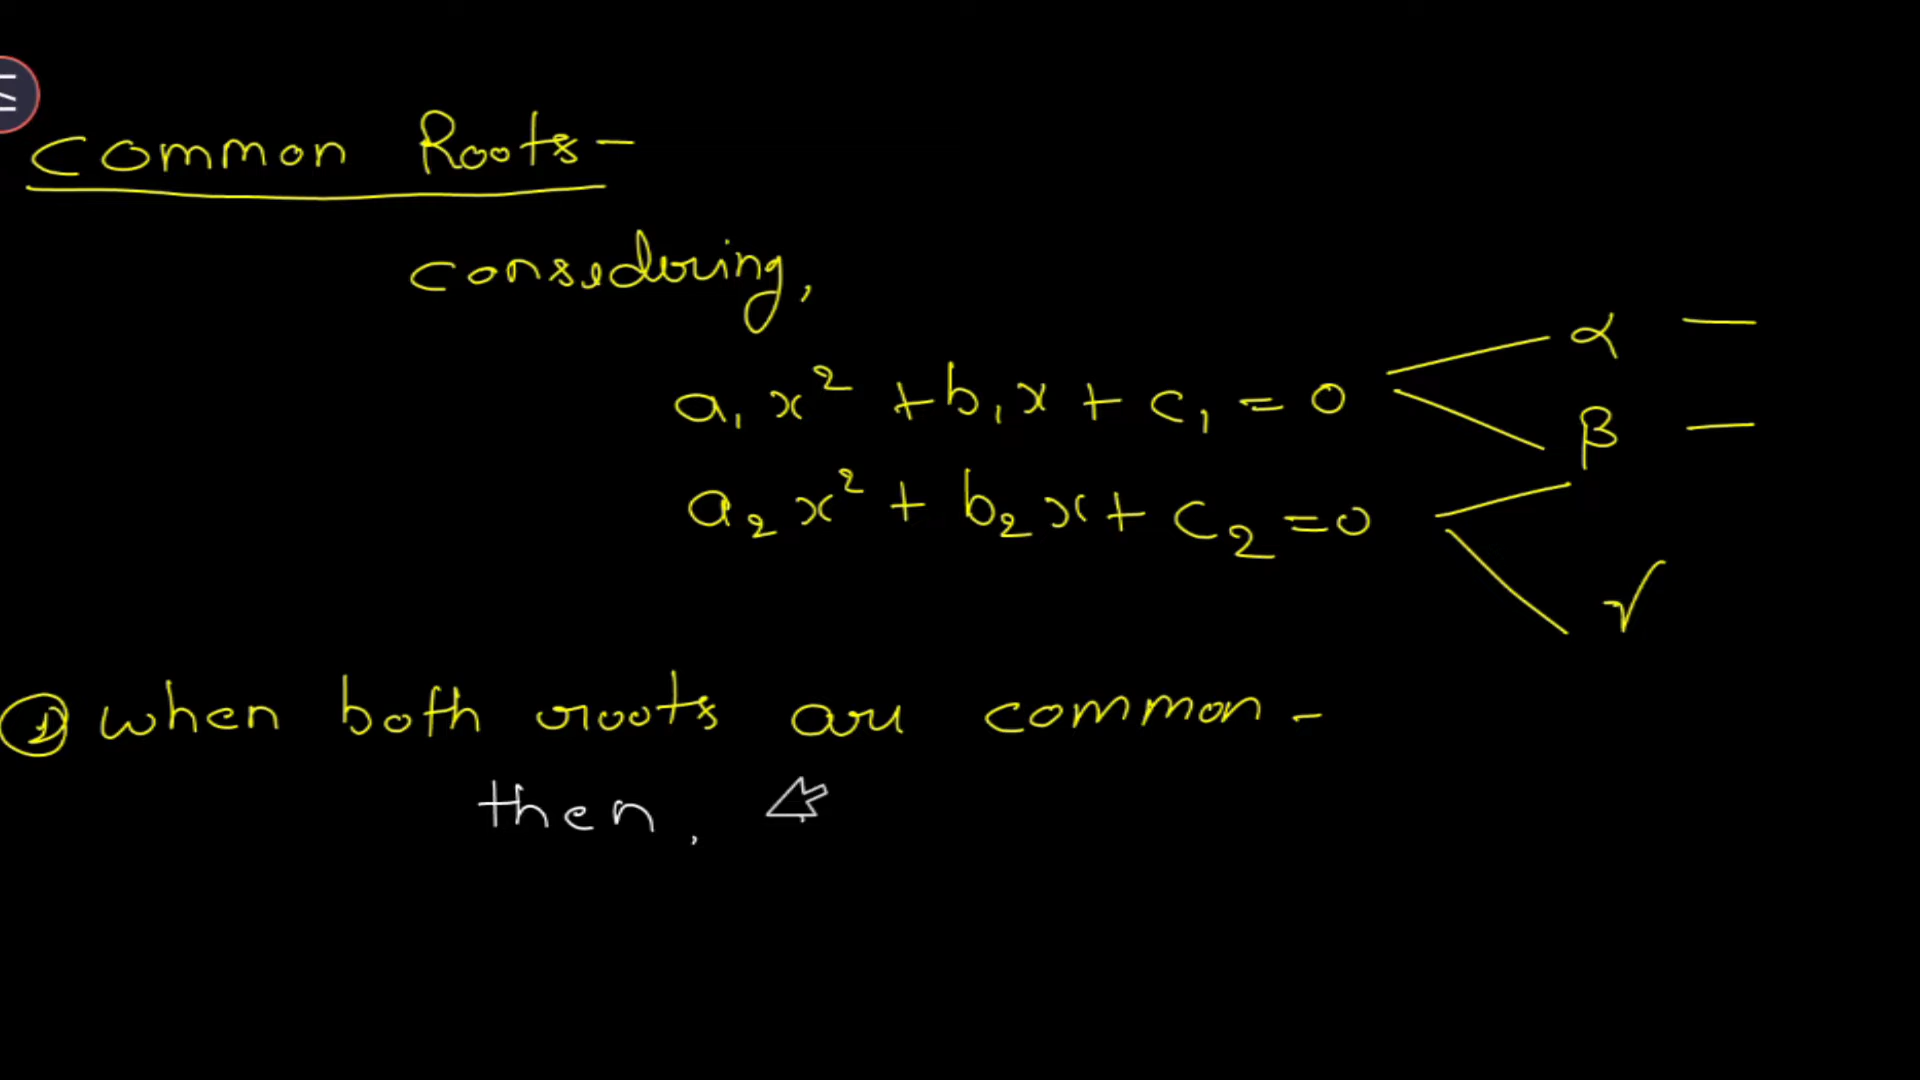 Common Roots-
considering,
a₁x² + b₁x + c₁ = 0
α —
β —
a₂x² + b₂x + c₂ = 0
γ
① when both roots are common -
then,